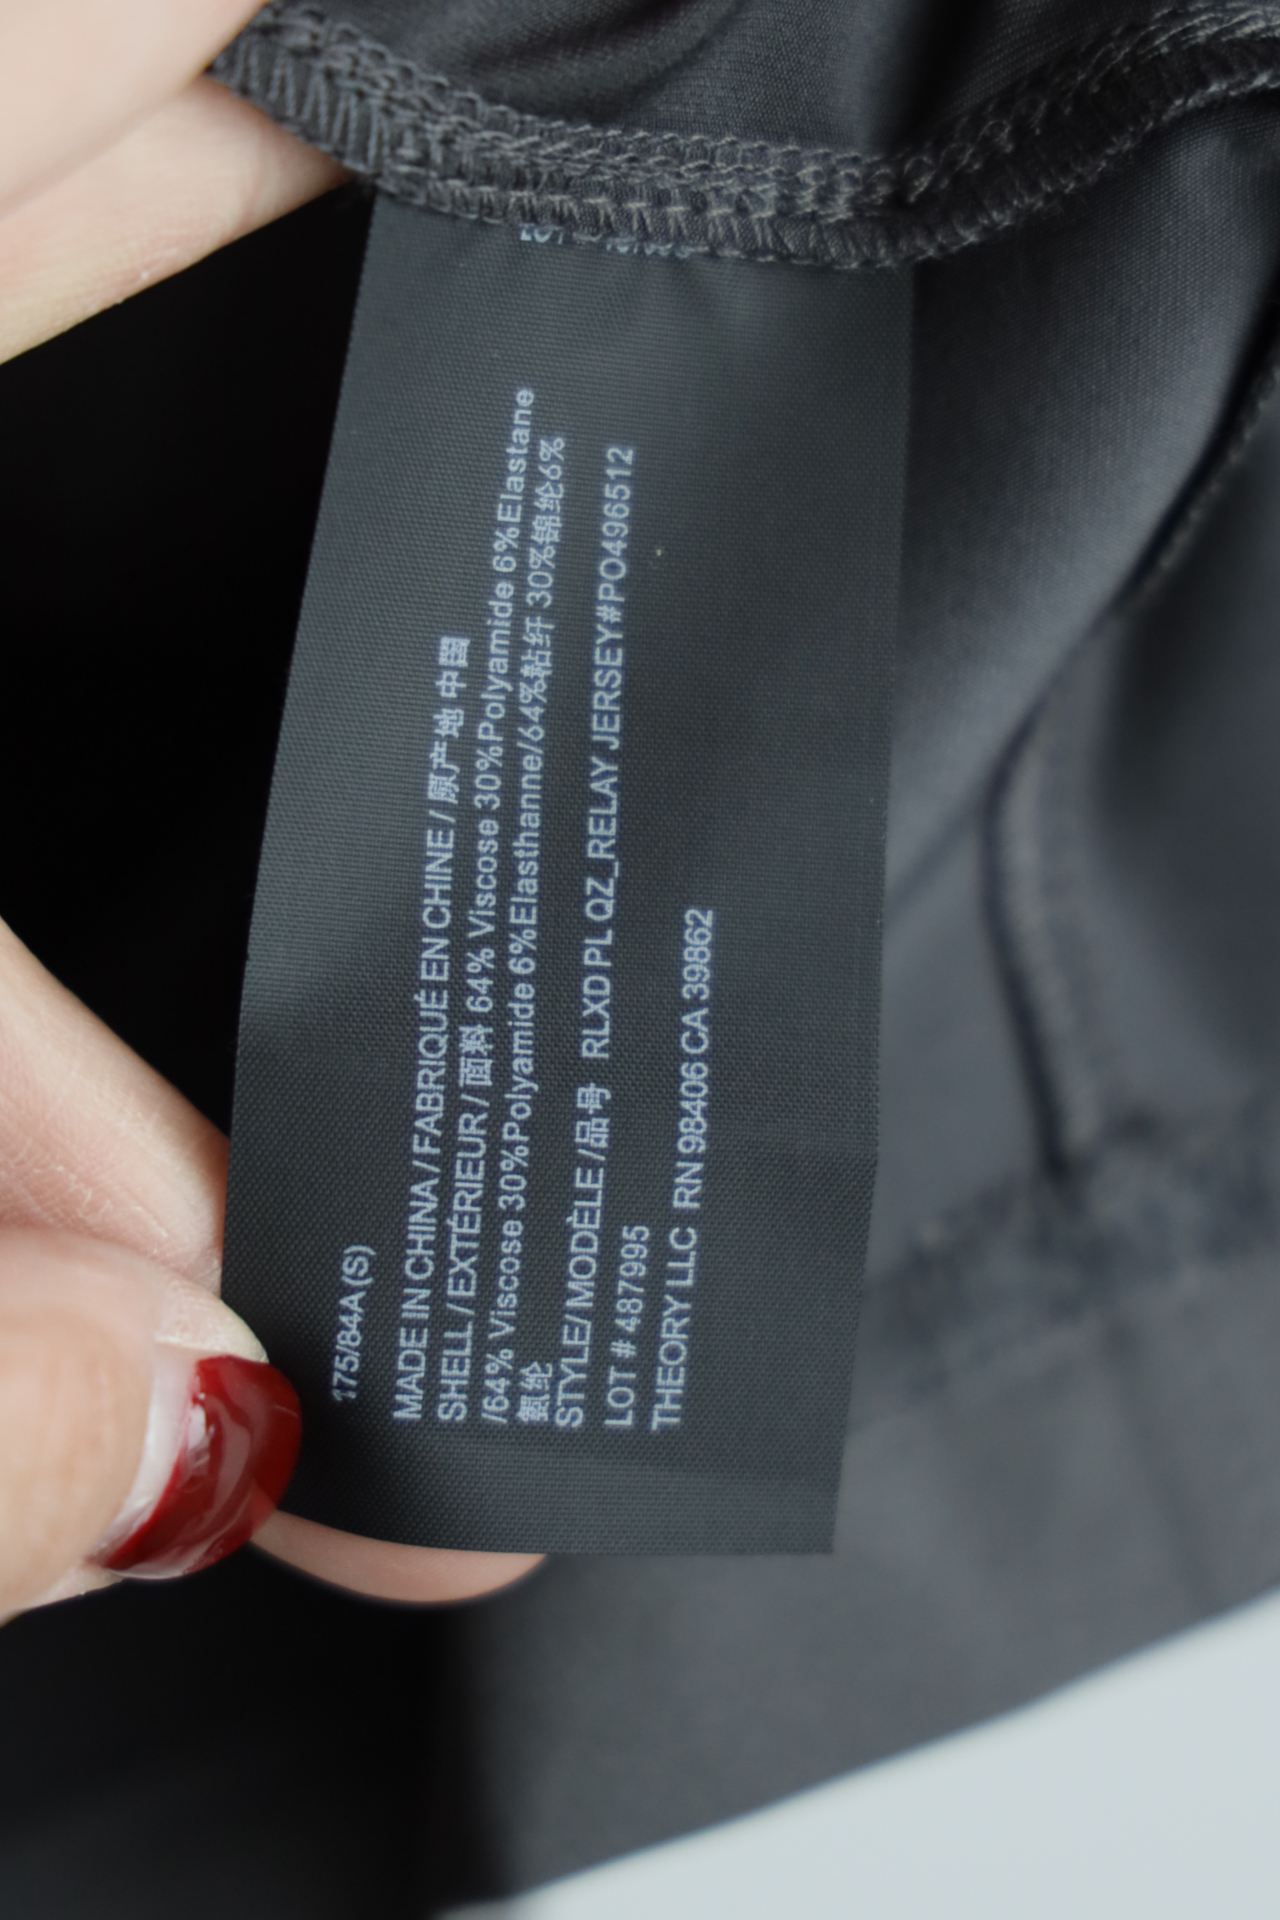 175/84A (S)
MADE IN CHINA / FABRIQUÉ EN CHINE / 原产地 中国
SHELL / EXTÉRIEUR / 面料 64% Viscose 30%Polyamide 6%Elastane
/64% Viscose 30%Polyamide 6%Elasthanne/64%粘纤 30%锦纶6%
氨纶
STYLE/ MODÈLE /品号 RLXD PL QZ_RELAY JERSEY#PO496512
LOT # 487995
THEORY LLC RN 98406 CA 39862